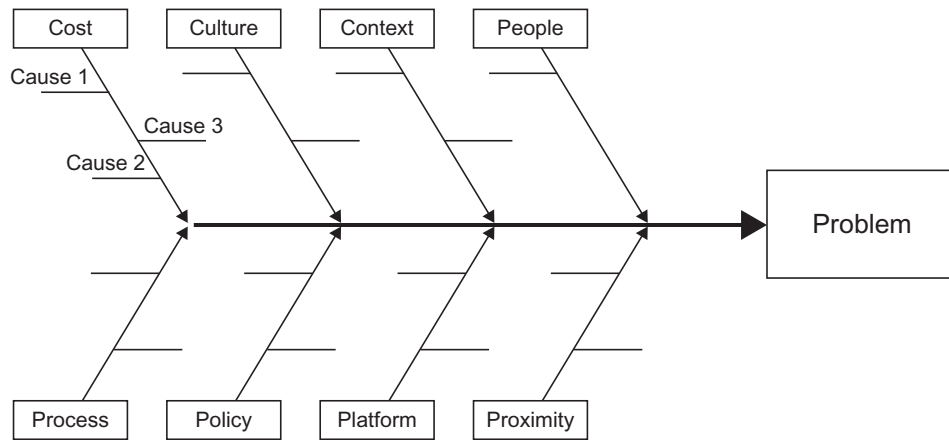 Cost
Culture
Context
People
Cause 1
Cause 3
Cause 2
Problem
Process
Policy
Platform
Proximity